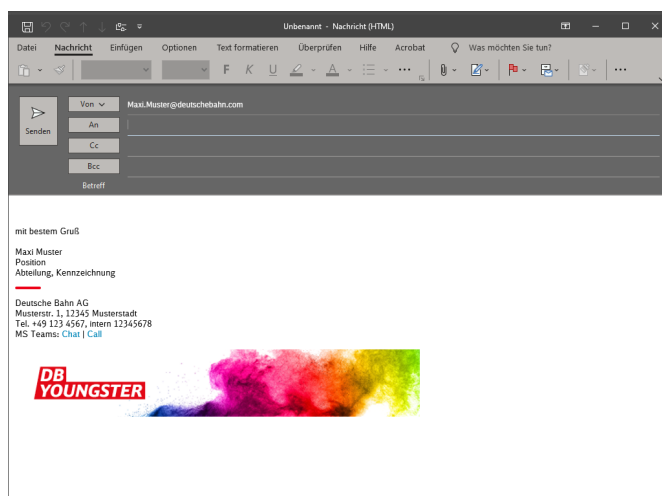 Unbenannt - Nachricht (HTML)
Datei Nachricht Einfügen Optionen Text formatieren Überprüfen Hilfe Acrobat Was möchten Sie tun?
F K U A
Senden
Von Maxi.Muster@deutschebahn.com
An
Cc
Bcc
Betreff
mit bestem Gruß
Maxi Muster
Position
Abteilung, Kennzeichnung
Deutsche Bahn AG
Musterstr. 1, 12345 Musterstadt
Tel. +49 123 4567, intern 12345678
MS Teams: Chat | Call
DB
YOUNGSTER